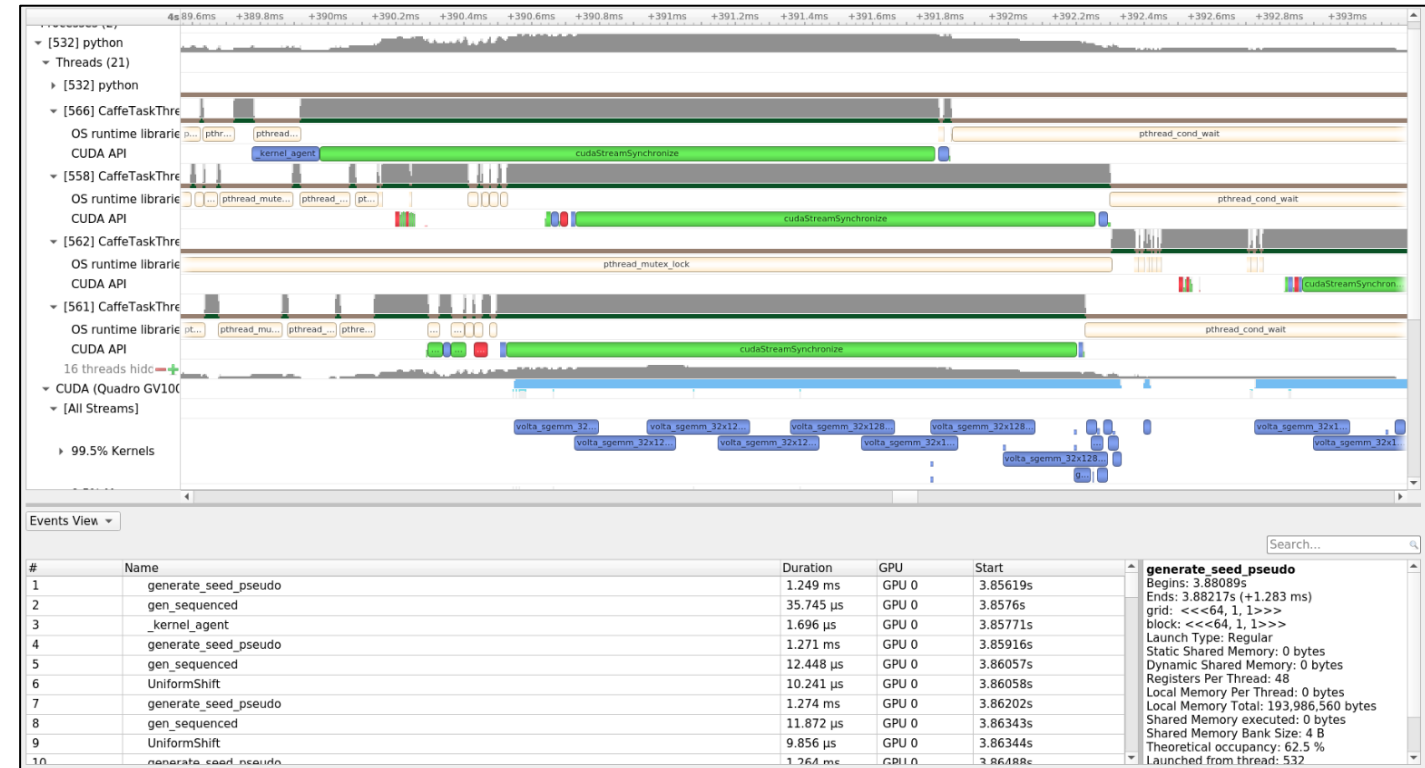 4s
89.6ms +389.8ms +390ms +390.2ms +390.4ms +390.6ms +390.8ms +391ms +391.2ms +391.4ms +391.6ms +391.8ms +392ms +392.2ms +392.4ms +392.6ms +392.8ms +393ms
[532] python
Threads (21)
[532] python
[566] CaffeTaskThre
OS runtime librarie p... pthr... pthread... pthread_cond_wait
CUDA API _kernel_agent cudaStreamSynchronize
[558] CaffeTaskThre
OS runtime librarie ... pthread_mute... pthread_... pt... pthread_cond_wait
CUDA API cudaStreamSynchronize
[562] CaffeTaskThre
OS runtime librarie pthread_mutex_lock
CUDA API cudaStreamSynchron...
[561] CaffeTaskThre
OS runtime librarie pt... pthread_mu... pthread_... pthre... ... ... pthread_cond_wait
CUDA API ... ... cudaStreamSynchronize
16 threads hidd
CUDA (Quadro GV100
[All Streams]
volta_sgemm_32... volta_sgemm_32x12... volta_sgemm_32x128... volta_sgemm_32x128... volta_sgemm_32x1...
99.5% Kernels volta_sgemm_32x12... volta_sgemm_32x12... volta_sgemm_32x1... ... volta_sgemm_32x1...
volta_sgemm_32x128...
g...
Events View
Search...
# Name Duration GPU Start
1 generate_seed_pseudo 1.249 ms GPU 0 3.85619s
2 gen_sequenced 35.745 μs GPU 0 3.8576s
3 _kernel_agent 1.696 μs GPU 0 3.85771s
4 generate_seed_pseudo 1.271 ms GPU 0 3.85916s
5 gen_sequenced 12.448 μs GPU 0 3.86057s
6 UniformShift 10.241 μs GPU 0 3.86058s
7 generate_seed_pseudo 1.274 ms GPU 0 3.86202s
8 gen_sequenced 11.872 μs GPU 0 3.86343s
9 UniformShift 9.856 μs GPU 0 3.86344s
10 generate_seed_pseudo 1.264 ms GPU 0 3.86488s
generate_seed_pseudo
Begins: 3.88089s
Ends: 3.88217s (+1.283 ms)
grid: <<<64, 1, 1>>>
block: <<<64, 1, 1>>>
Launch Type: Regular
Static Shared Memory: 0 bytes
Dynamic Shared Memory: 0 bytes
Registers Per Thread: 48
Local Memory Per Thread: 0 bytes
Local Memory Total: 193,986,560 bytes
Shared Memory executed: 0 bytes
Shared Memory Bank Size: 4 B
Theoretical occupancy: 62.5 %
Launched from thread: 532